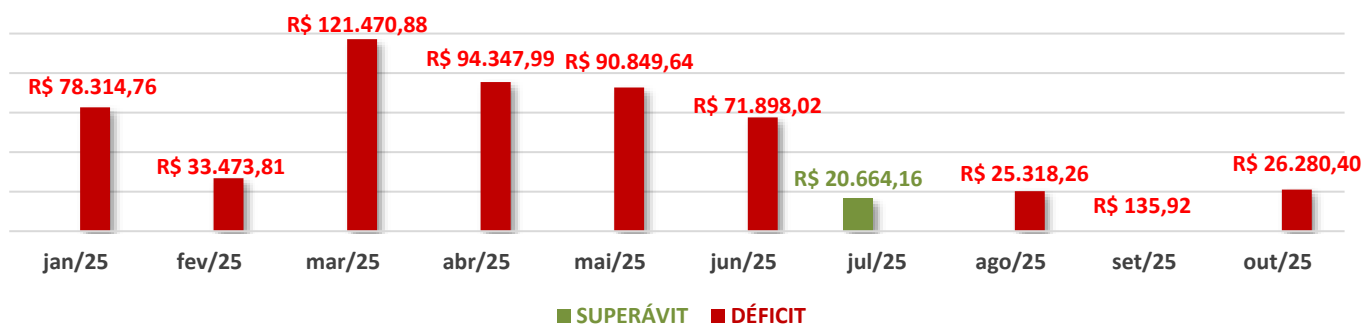 R$ 78.314,76
R$ 33.473,81
R$ 121.470,88
R$ 94.347,99
R$ 90.849,64
R$ 71.898,02
R$ 20.664,16
R$ 25.318,26
R$ 135,92
R$ 26.280,40
jan/25 fev/25 mar/25 abr/25 mai/25 jun/25 jul/25 ago/25 set/25 out/25
SUPERÁVIT DÉFICIT